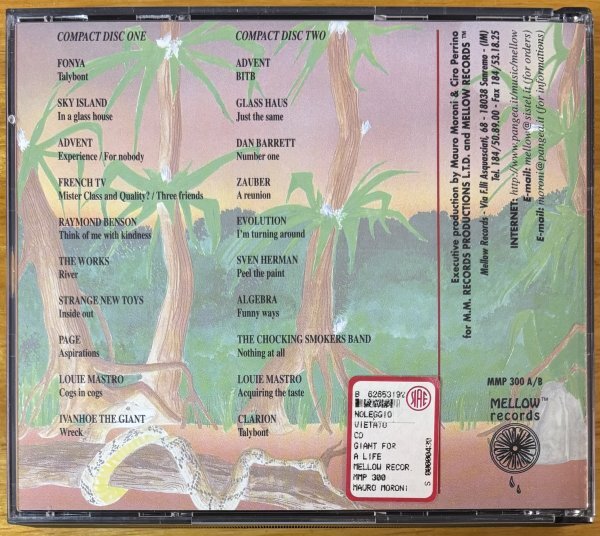 COMPACT DISC ONE
FONYA
Talybont
SKY ISLAND
In a glass house
ADVENT
Experience / For nobody
FRENCH TV
Mister Class and Quality? / Three friends
RAYMOND BENSON
Think of me with kindness
THE WORKS
River
STRANGE NEW TOYS
Inside out
PAGE
Aspirations
LOUIE MASTRO
Cogs in cogs
IVANHOE THE GIANT
Wreck
COMPACT DISC TWO
ADVENT
BITB
GLASS HAUS
Just the same
DAN BARRETT
Number one
ZAUBER
A reunion
EVOLUTION
I'm turning around
SVEN HERMAN
Peel the paint
ALGEBRA
Funny ways
THE CHOCKING SMOKERS BAND
Nothing at all
LOUIE MASTRO
Acquiring the taste
CLARION
Talybont
Executive production by Mauro Moroni & Ciro Perrino
for M.M. RECORDS PRODUCTIONS L.T.D. and MELLOW RECORDS ™
Mellow Records - Via F.lli Asquasciati, 68 - 18038 Sanremo - (IM)
Tel. 184/50.89.00 - Fax 184/53.18.25
INTERNET: http://www.pangea.it/music/mellow
E-mail: mellow@sistel.it (for orders)
E-mail: moroni@pangea.it (for informations)
MMP 300 A/B
MELLOW™
records
B 62653192
SIAE
NOLEGGIO
VIETATO
CD
GIANT FOR
A LIFE
MELLOW RECOR
MMP 300
MAURO MORONI